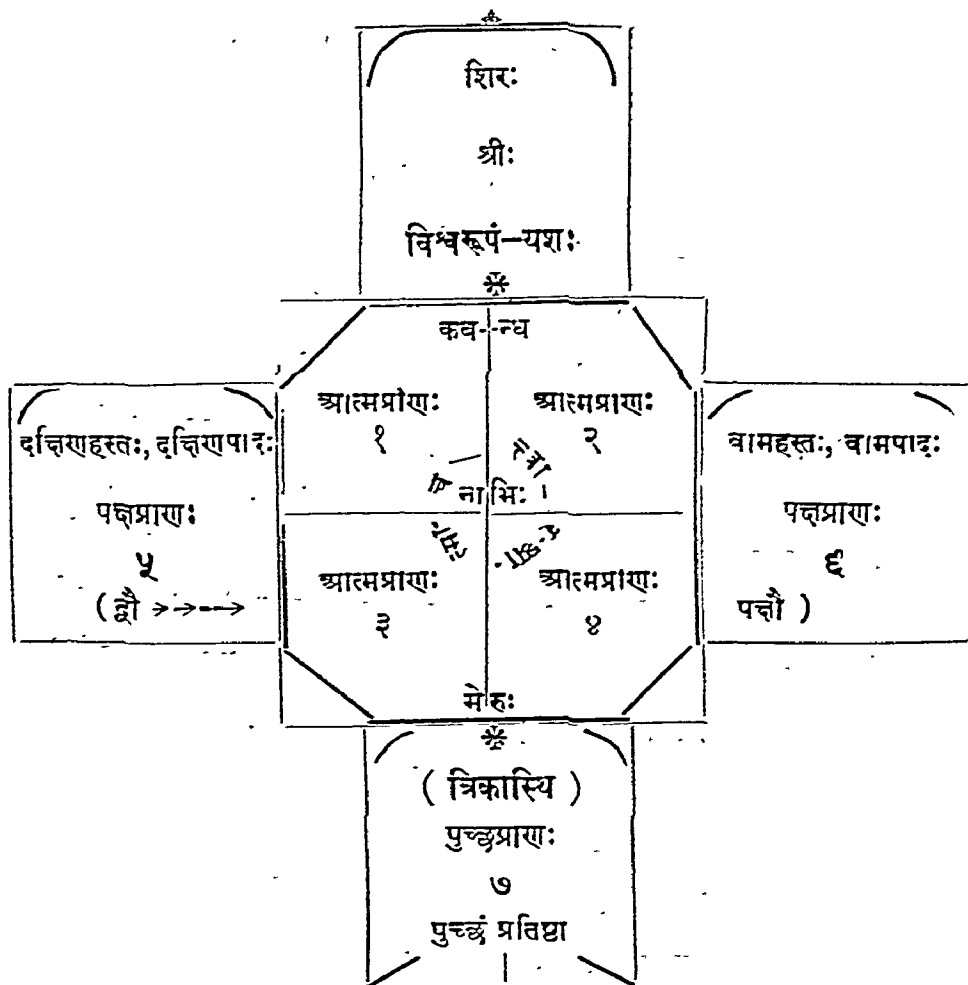 शिरः
श्रीः
विश्वरूपं-यशः
कव--न्ध
आत्मप्राणः
१
आत्मप्राणः
२
नाभिः
दक्षिणहस्तः, दक्षिणपादः
पक्षप्राणः
५
(द्वौ
वामहस्तः, वामपादः
पक्षप्राणः
६
पक्षौ )
आत्मप्राणः
३
आत्मप्राणः
४
मेरुः
( त्रिकास्थि )
पुच्छप्राणः
७
पुच्छं प्रतिष्ठा